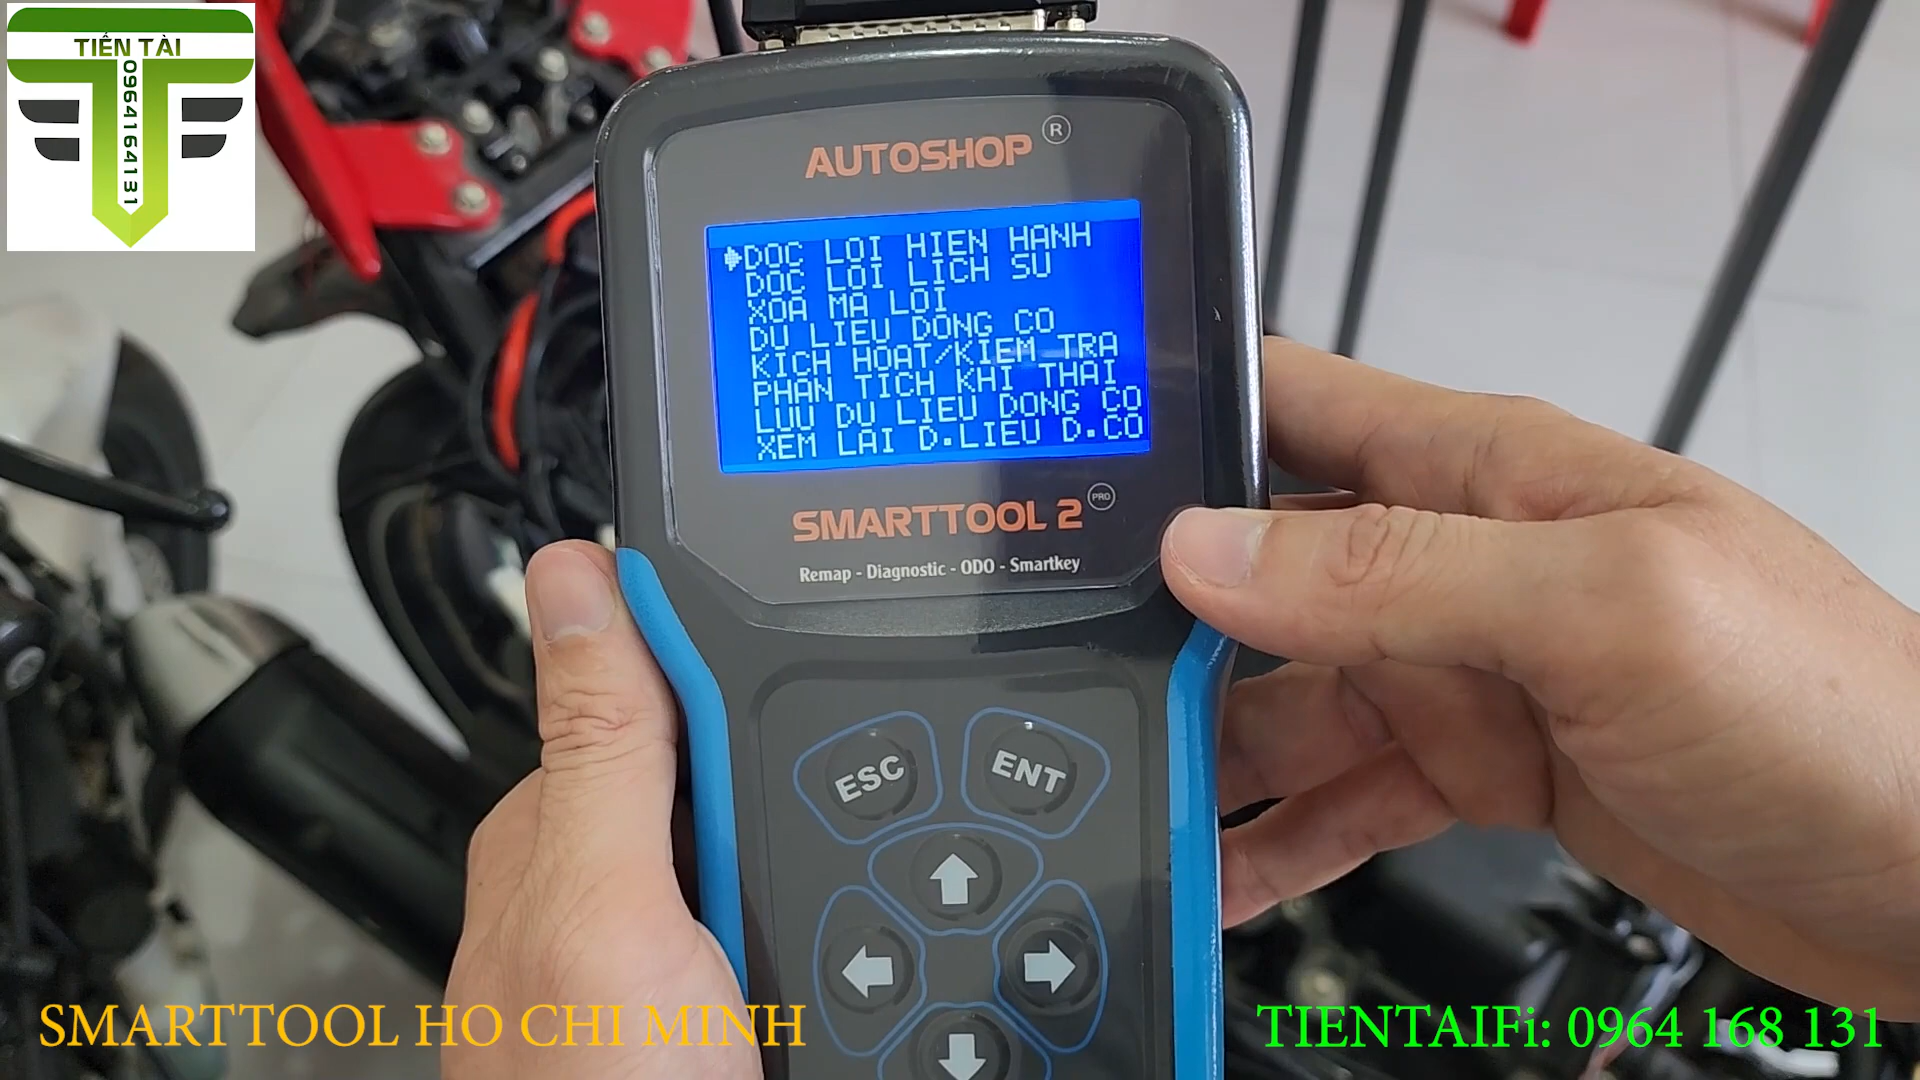 TIẾN TÀI
0964164131
AUTOSHOP ®
DOC LOI HIEN HANH
DOC LOI LICH SU
XOA MA LOI
DU LIEU DONG CO
KICH HOAT/KIEM TRA
PHAN TICH KHI THAI
LUU DU LIEU DONG CO
XEM LAI D.LIEU D.CO
SMARTTOOL 2 PRO
Remap - Diagnostic - ODO - Smartkey
ESC
ENT
SMARTTOOL HO CHI MINH
TIENTAIFi: 0964 168 131